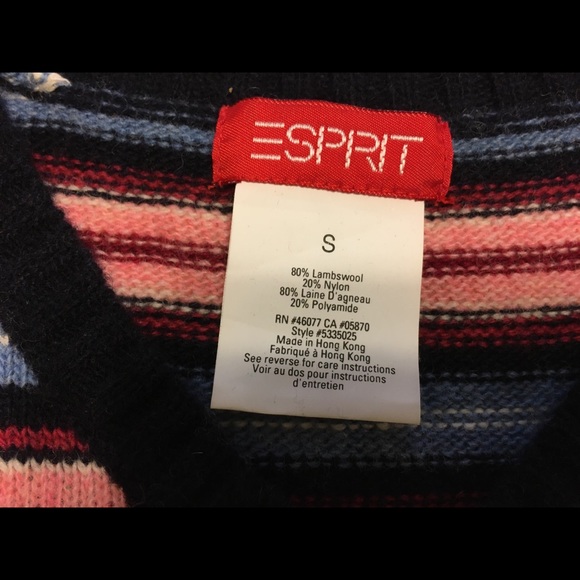 ESPRIT
S
80% Lambswool
20% Nylon
80% Laine D'agneau
20% Polyamide
RN #46077 CA #05870
Style #5335025
Made in Hong Kong
Fabriqué à Hong Kong
See reverse for care instructions
Voir au dos pour instructions
d'entretien